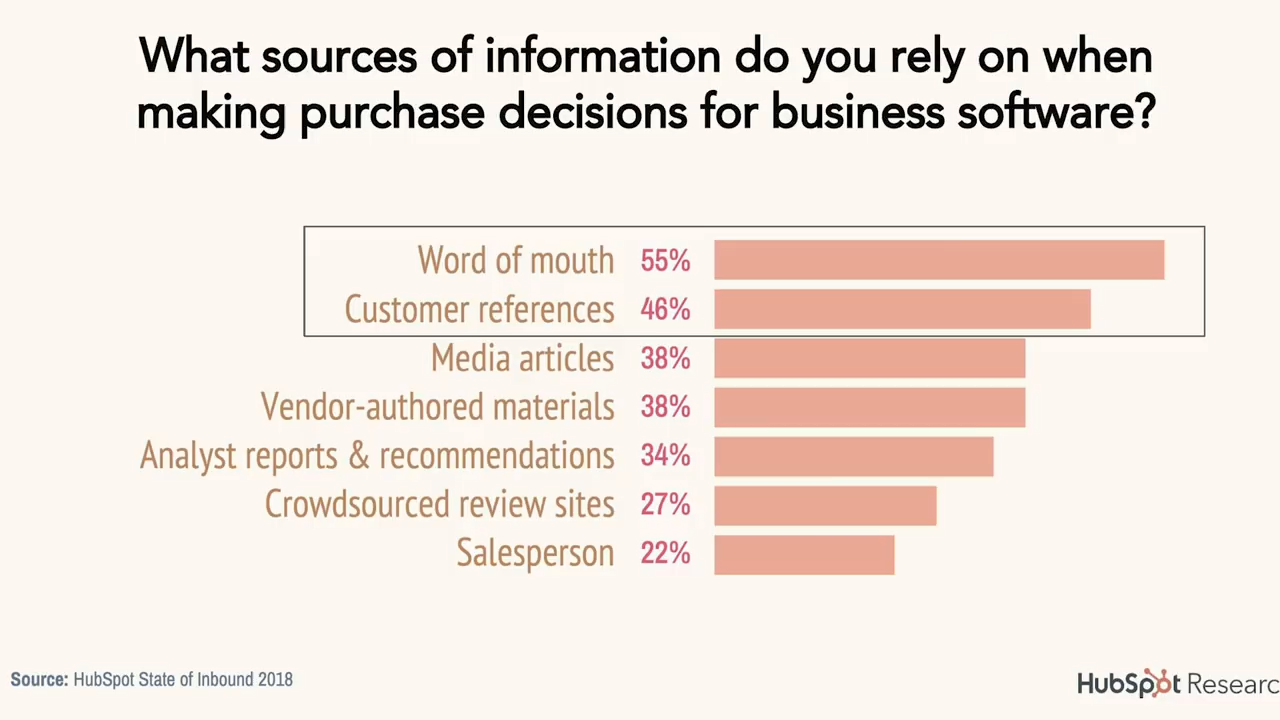 What sources of information do you rely on when
making purchase decisions for business software?
Word of mouth 55%
Customer references 46%
Media articles 38%
Vendor-authored materials 38%
Analyst reports & recommendations 34%
Crowdsourced review sites 27%
Salesperson 22%
Source: HubSpot State of Inbound 2018
HubSpot Researc